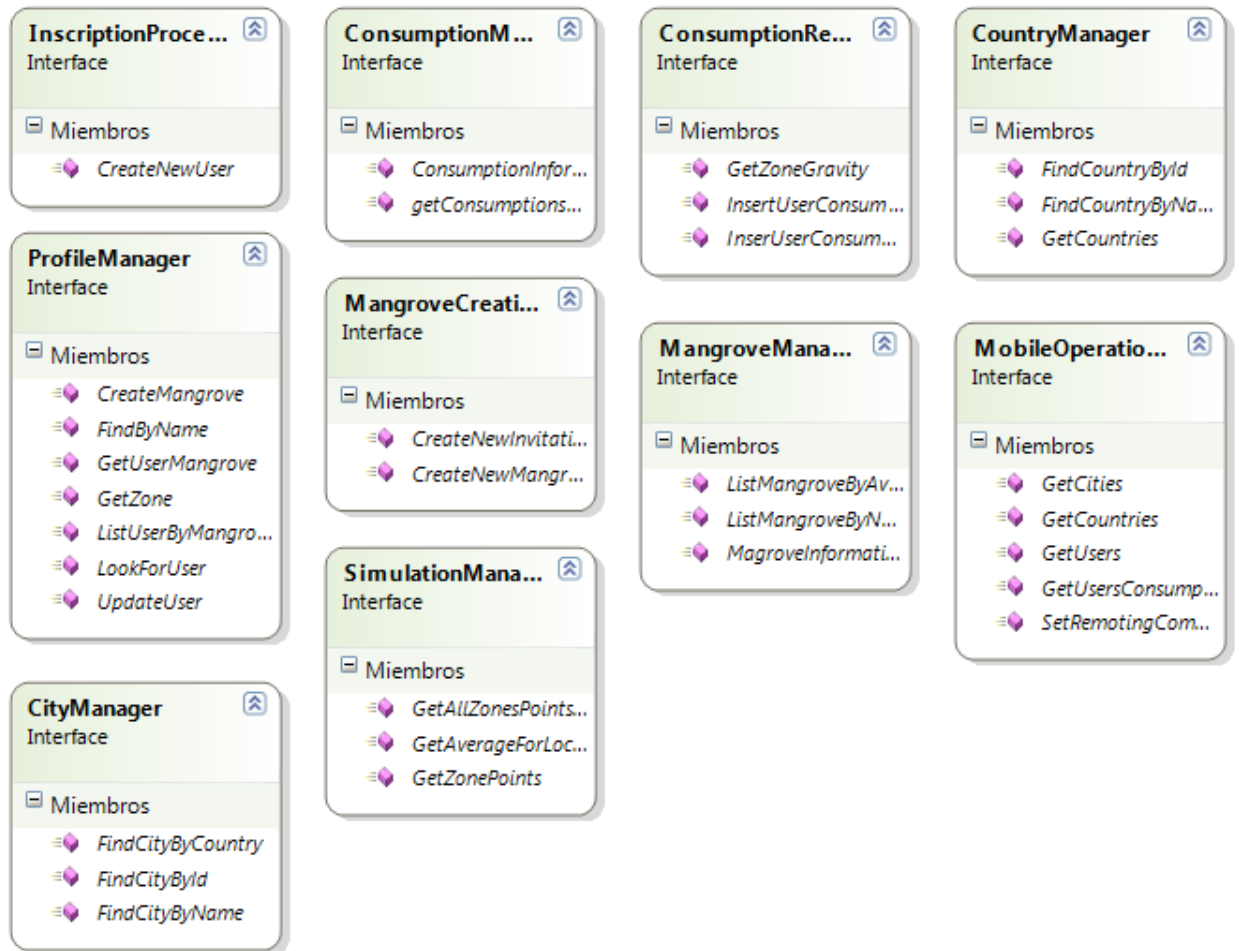 InscriptionProce...
Interface
Miembros
CreateNewUser
ProfileManager
Interface
Miembros
CreateMangrove
FindByName
GetUserMangrove
GetZone
ListUserByMangro...
LookForUser
UpdateUser
CityManager
Interface
Miembros
FindCityByCountry
FindCityById
FindCityByName
ConsumptionM...
Interface
Miembros
ConsumptionInfor...
getConsumptions...
MangroveCreati...
Interface
Miembros
CreateNewInvitati...
CreateNewMangr...
SimulationMana...
Interface
Miembros
GetAllZonesPoints...
GetAverageForLoc...
GetZonePoints
ConsumptionRe...
Interface
Miembros
GetZoneGravity
InsertUserConsum...
InserUserConsum...
MangroveMana...
Interface
Miembros
ListMangroveByAv...
ListMangroveByN...
MagroveInformati...
CountryManager
Interface
Miembros
FindCountryById
FindCountryByNa...
GetCountries
MobileOperatio...
Interface
Miembros
GetCities
GetCountries
GetUsers
GetUsersConsump...
SetRemotingCom...